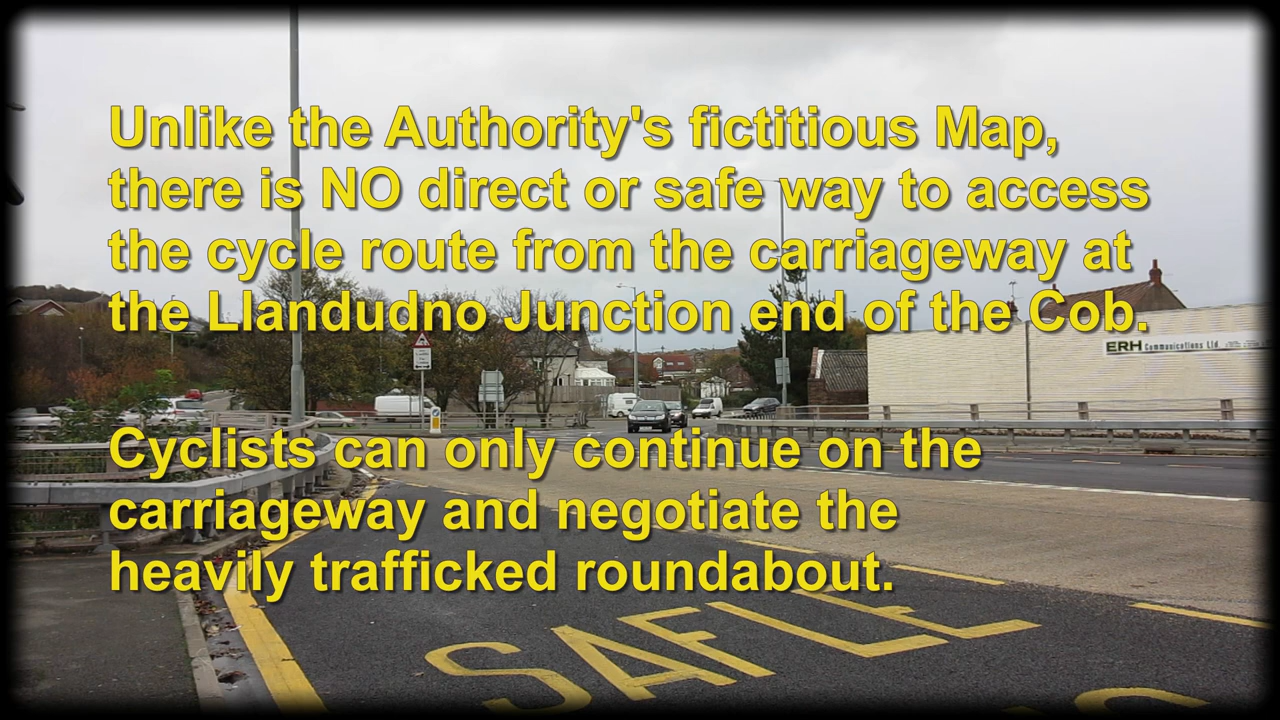 Unlike the Authority's fictitious Map,
there is NO direct or safe way to access
the cycle route from the carriageway at
the Llandudno Junction end of the Cob.
ERH Communications Ltd.
Cyclists can only continue on the
carriageway and negotiate the
heavily trafficked roundabout.
SAFLE